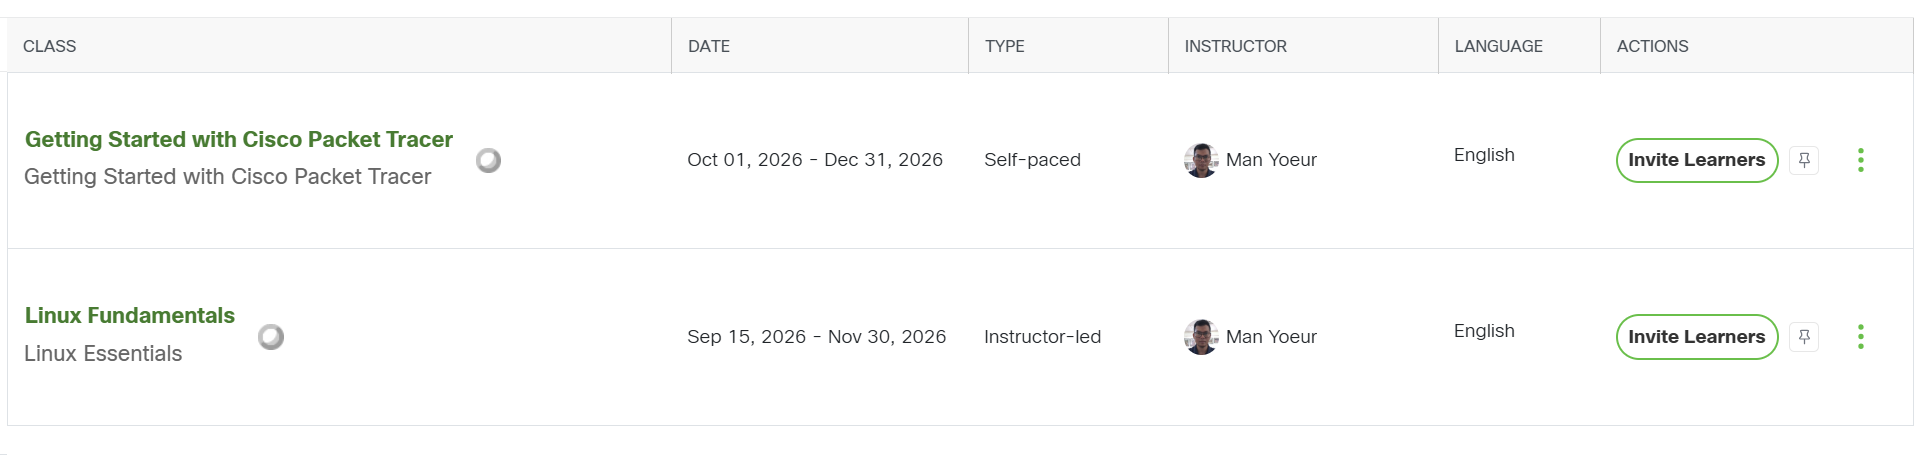 CLASS DATE TYPE INSTRUCTOR LANGUAGE ACTIONS
Getting Started with Cisco Packet Tracer
Getting Started with Cisco Packet Tracer
Oct 01, 2026 - Dec 31, 2026 Self-paced Man Yoeur English Invite Learners
Linux Fundamentals
Linux Essentials
Sep 15, 2026 - Nov 30, 2026 Instructor-led Man Yoeur English Invite Learners